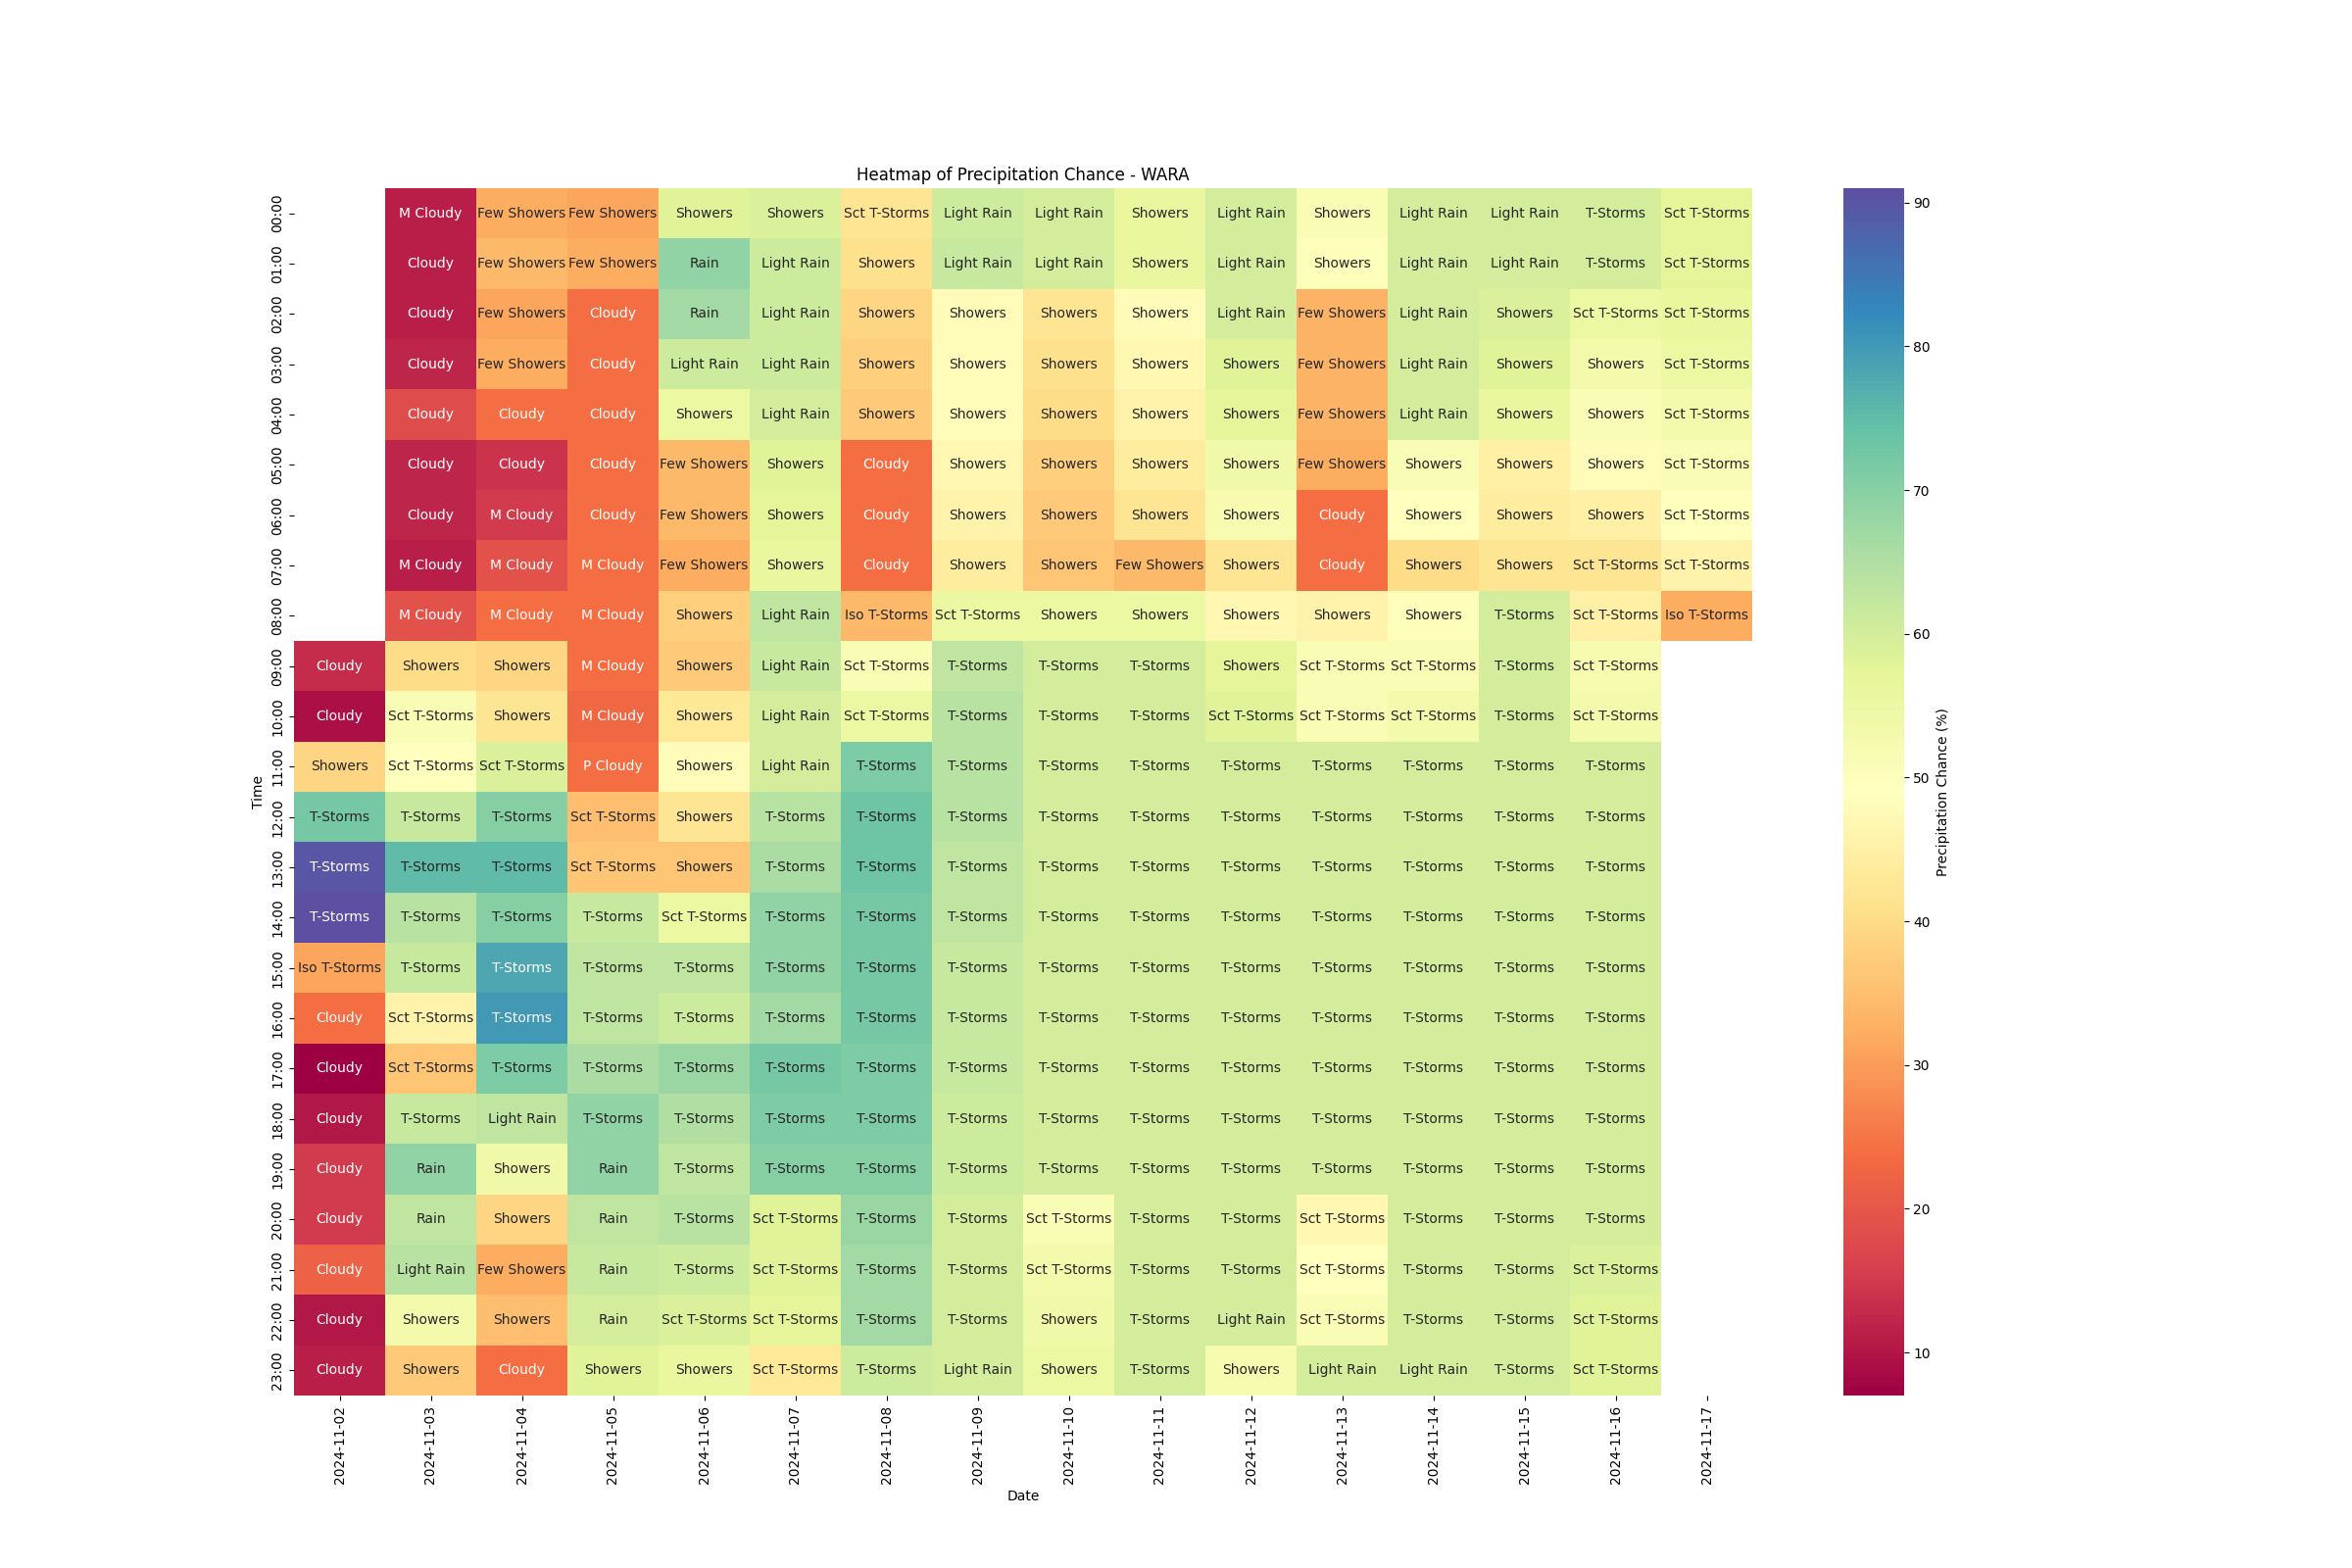 Heatmap of Precipitation Chance - WARA
00:00 M Cloudy Few Showers Few Showers Showers Showers Sct T-Storms Light Rain Light Rain Showers Light Rain Showers Light Rain Light Rain T-Storms Sct T-Storms
01:00 Cloudy Few Showers Few Showers Rain Light Rain Showers Light Rain Light Rain Showers Light Rain Showers Light Rain Light Rain T-Storms Sct T-Storms
02:00 Cloudy Few Showers Cloudy Rain Light Rain Showers Showers Showers Showers Light Rain Few Showers Light Rain Showers Sct T-Storms Sct T-Storms
03:00 Cloudy Few Showers Cloudy Light Rain Light Rain Showers Showers Showers Showers Showers Few Showers Light Rain Showers Showers Sct T-Storms
04:00 Cloudy Cloudy Cloudy Showers Light Rain Showers Showers Showers Showers Showers Few Showers Light Rain Showers Showers Sct T-Storms
05:00 Cloudy Cloudy Cloudy Few Showers Showers Cloudy Showers Showers Showers Showers Few Showers Showers Showers Showers Sct T-Storms
06:00 Cloudy M Cloudy Cloudy Few Showers Showers Cloudy Showers Showers Showers Showers Cloudy Showers Showers Showers Sct T-Storms
07:00 M Cloudy M Cloudy M Cloudy Few Showers Showers Cloudy Showers Showers Few Showers Showers Cloudy Showers Showers Sct T-Storms Sct T-Storms
08:00 M Cloudy M Cloudy M Cloudy Showers Light Rain Iso T-Storms Sct T-Storms Showers Showers Showers Showers Showers T-Storms Sct T-Storms Iso T-Storms
09:00 Cloudy Showers Showers M Cloudy Showers Light Rain Sct T-Storms T-Storms T-Storms T-Storms Showers Sct T-Storms Sct T-Storms T-Storms Sct T-Storms
10:00 Cloudy Sct T-Storms Showers M Cloudy Showers Light Rain Sct T-Storms T-Storms T-Storms T-Storms Sct T-Storms Sct T-Storms Sct T-Storms T-Storms Sct T-Storms
11:00 Showers Sct T-Storms Sct T-Storms P Cloudy Showers Light Rain T-Storms T-Storms T-Storms T-Storms T-Storms T-Storms T-Storms T-Storms T-Storms
12:00 T-Storms T-Storms T-Storms Sct T-Storms Showers T-Storms T-Storms T-Storms T-Storms T-Storms T-Storms T-Storms T-Storms T-Storms T-Storms
13:00 T-Storms T-Storms T-Storms Sct T-Storms Showers T-Storms T-Storms T-Storms T-Storms T-Storms T-Storms T-Storms T-Storms T-Storms T-Storms
14:00 T-Storms T-Storms T-Storms T-Storms Sct T-Storms T-Storms T-Storms T-Storms T-Storms T-Storms T-Storms T-Storms T-Storms T-Storms T-Storms
15:00 Iso T-Storms T-Storms T-Storms T-Storms T-Storms T-Storms T-Storms T-Storms T-Storms T-Storms T-Storms T-Storms T-Storms T-Storms T-Storms
16:00 Cloudy Sct T-Storms T-Storms T-Storms T-Storms T-Storms T-Storms T-Storms T-Storms T-Storms T-Storms T-Storms T-Storms T-Storms T-Storms
17:00 Cloudy Sct T-Storms T-Storms T-Storms T-Storms T-Storms T-Storms T-Storms T-Storms T-Storms T-Storms T-Storms T-Storms T-Storms T-Storms
18:00 Cloudy T-Storms Light Rain T-Storms T-Storms T-Storms T-Storms T-Storms T-Storms T-Storms T-Storms T-Storms T-Storms T-Storms T-Storms
19:00 Cloudy Rain Showers Rain T-Storms T-Storms T-Storms T-Storms T-Storms T-Storms T-Storms T-Storms T-Storms T-Storms T-Storms
20:00 Cloudy Rain Showers Rain T-Storms Sct T-Storms T-Storms T-Storms Sct T-Storms T-Storms T-Storms Sct T-Storms T-Storms T-Storms T-Storms
21:00 Cloudy Light Rain Few Showers Rain T-Storms Sct T-Storms T-Storms T-Storms Sct T-Storms T-Storms T-Storms Sct T-Storms T-Storms T-Storms Sct T-Storms
22:00 Cloudy Showers Showers Rain Sct T-Storms Sct T-Storms T-Storms T-Storms Showers T-Storms Light Rain Sct T-Storms T-Storms T-Storms Sct T-Storms
23:00 Cloudy Showers Cloudy Showers Showers Sct T-Storms T-Storms Light Rain Showers T-Storms Showers Light Rain Light Rain T-Storms Sct T-Storms
Time
2024-11-02 2024-11-03 2024-11-04 2024-11-05 2024-11-06 2024-11-07 2024-11-08 2024-11-09 2024-11-10 2024-11-11 2024-11-12 2024-11-13 2024-11-14 2024-11-15 2024-11-16 2024-11-17
Date
90
80
70
60
50
40
30
20
10
Precipitation Chance (%)